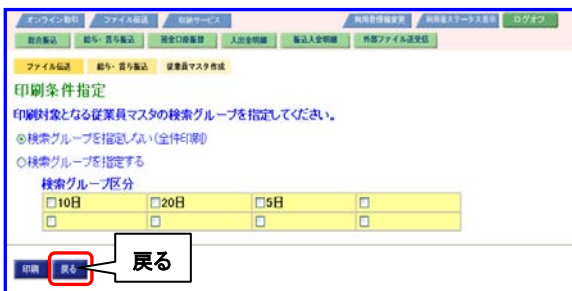 オンライン取引 ファイル伝送 収納サービス 利用者情報変更 利用者ステータス表示 ログオフ
総合振込 給与・賞与振込 預金口座振替 入出金明細 振込入金明細 外部ファイル送受信
ファイル伝送 給与・賞与振込 従業員マスタ作成
印刷条件指定
印刷対象となる従業員マスタの検索グループを指定してください。
検索グループを指定しない(全件印刷)
検索グループを指定する
検索グループ区分
10日 20日 5日
印刷 戻る 戻る